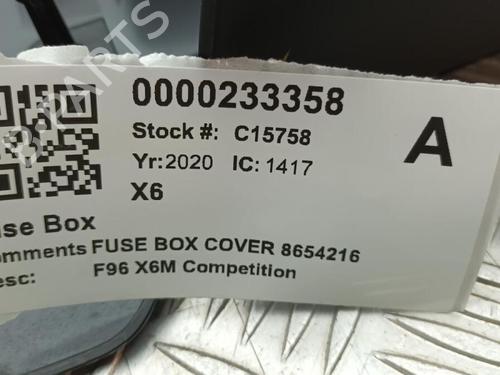 0000233358
Stock #: C15758
A
Yr:2020 IC: 1417
X6
use Box
omments FUSE BOX COVER 8654216
esc: F96 X6M Competition
B-PARTS